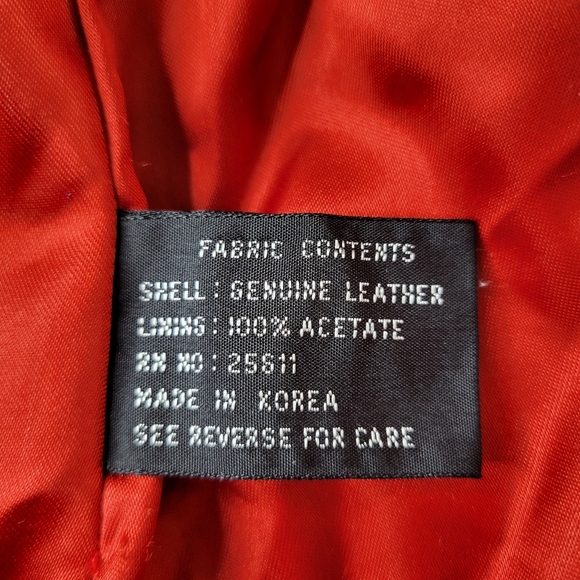 FABRIC CONTENTS
SHELL: GENUINE LEATHER
LINING: 100% ACETATE
RN NO: 25611
MADE IN KOREA
SEE REVERSE FOR CARE